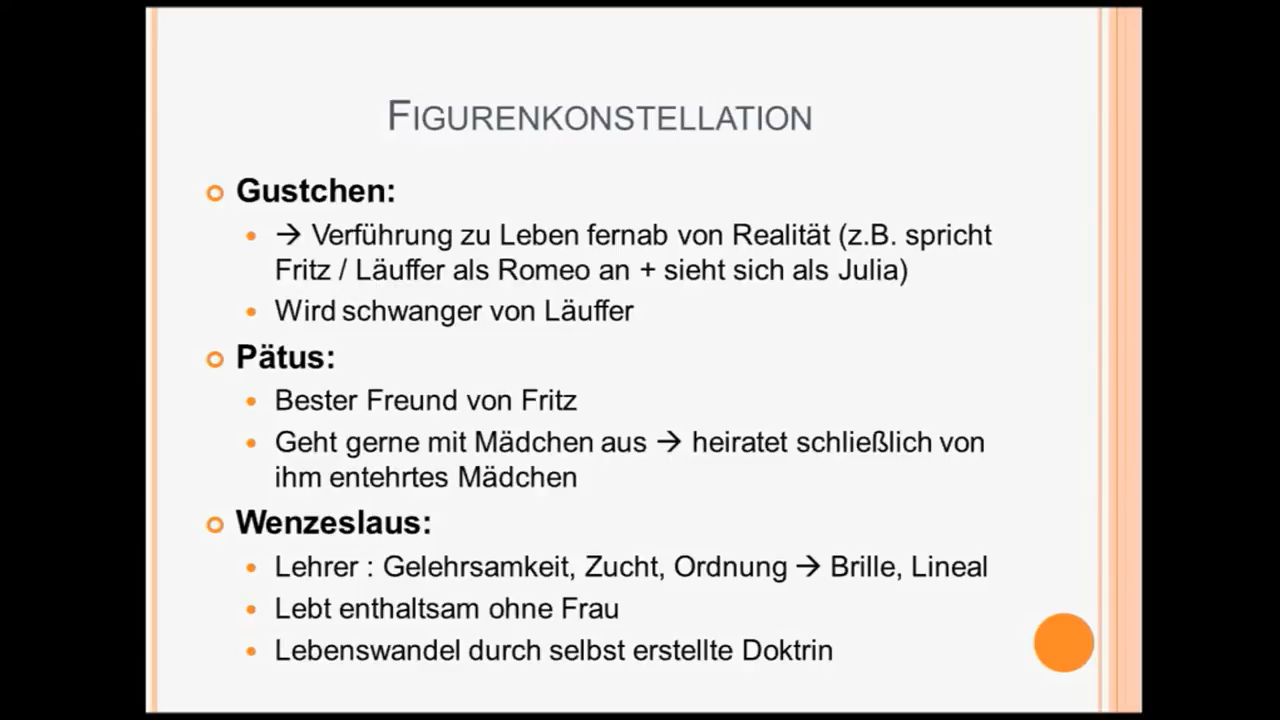 FIGURENKONSTELLATION
Gustchen:
→ Verführung zu Leben fernab von Realität (z.B. spricht
Fritz / Läuffer als Romeo an + sieht sich als Julia)
Wird schwanger von Läuffer
Pätus:
Bester Freund von Fritz
Geht gerne mit Mädchen aus → heiratet schließlich von
ihm entehrtes Mädchen
Wenzeslaus:
Lehrer : Gelehrsamkeit, Zucht, Ordnung → Brille, Lineal
Lebt enthaltsam ohne Frau
Lebenswandel durch selbst erstellte Doktrin